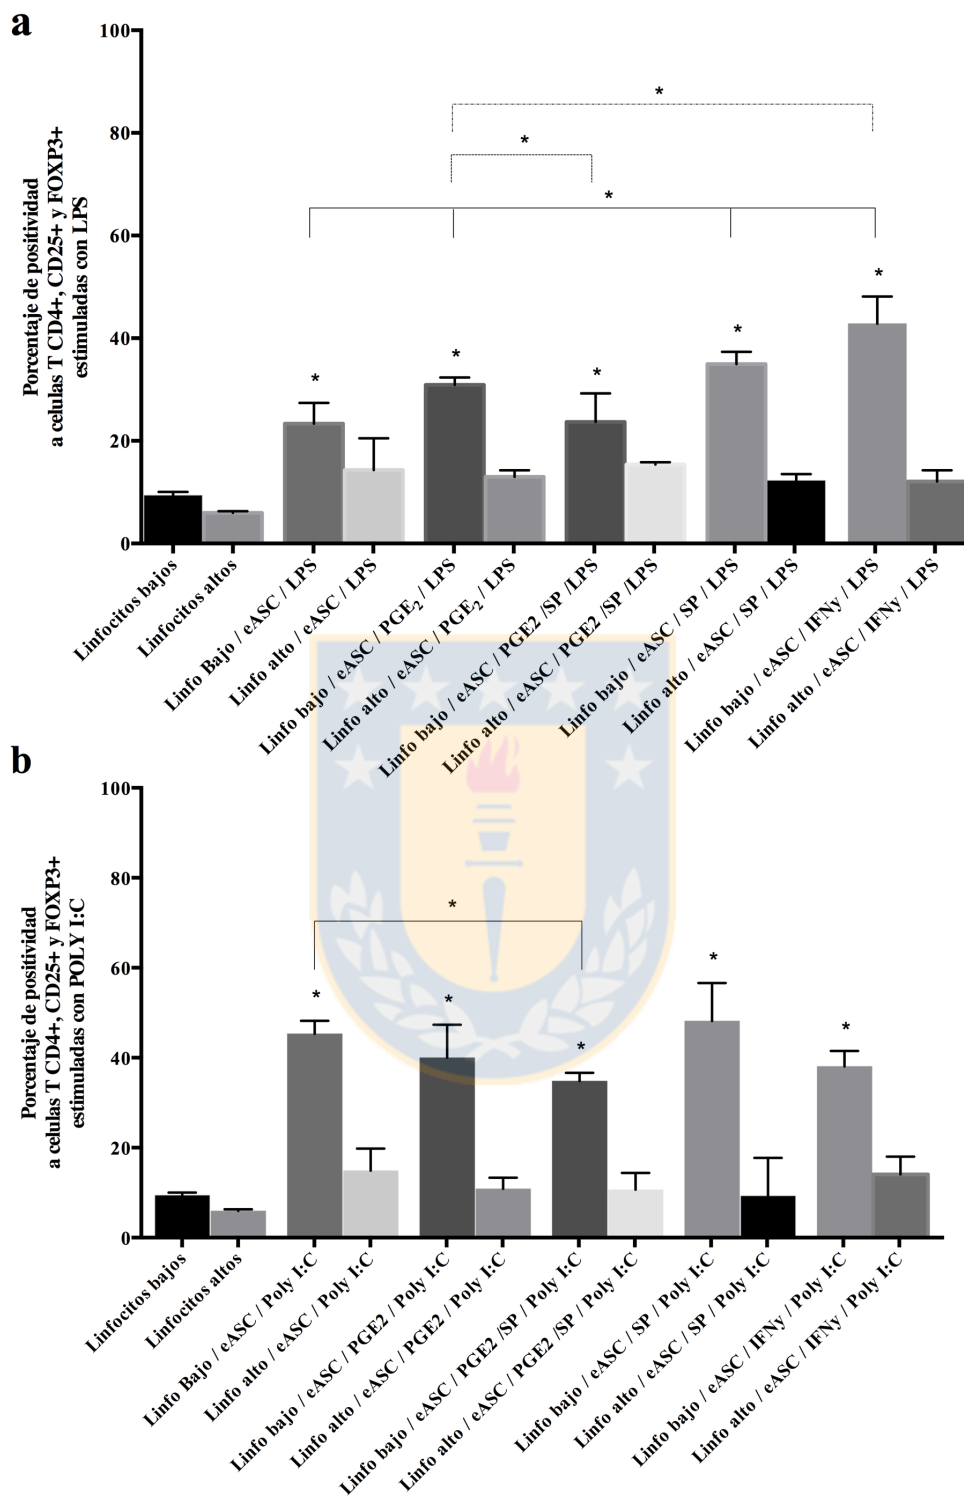 a
Porcentaje de positividad
a celulas T CD4+, CD25+ y FOXP3+
estimuladas con LPS
100
80
60
40
20
0
*
*
*
*
*
*
*
*
Linfocitos bajos
Linfocistos altos
Linfo Bajo / eASC / LPS
Linfo alto / eASC / LPS
Linfo bajo / eASC / PGE₂ / LPS
Linfo alto / eASC / PGE₂ / LPS
Linfo bajo / eASC / PGE2 /SP /LPS
Linfo alto / eASC / PGE2 /SP /LPS
Linfo bajo / eASC / SP / LPS
Linfo alto / eASC / SP / LPS
Linfo bajo / eASC / IFNy / LPS
Linfo alto / eASC / IFNy / LPS
b
Porcentaje de positividad
a celulas T CD4+, CD25+ y FOXP3+
estimuladas con POLY I:C
100
80
60
40
20
0
*
*
*
*
*
*
Linfocitos bajos
Linfocistos altos
Linfo Bajo / eASC / Poly I:C
Linfo alto / eASC / Poly I:C
Linfo bajo / eASC / PGE2 / Poly I:C
Linfo alto / eASC / PGE2 / Poly I:C
Linfo bajo / eASC / PGE2 /SP / Poly I:C
Linfo alto / eASC / PGE2 /SP / Poly I:C
Linfo bajo / eASC / SP / Poly I:C
Linfo alto / eASC / SP / Poly I:C
Linfo bajo / eASC / IFNy / Poly I:C
Linfo alto / eASC / IFNy / Poly I:C